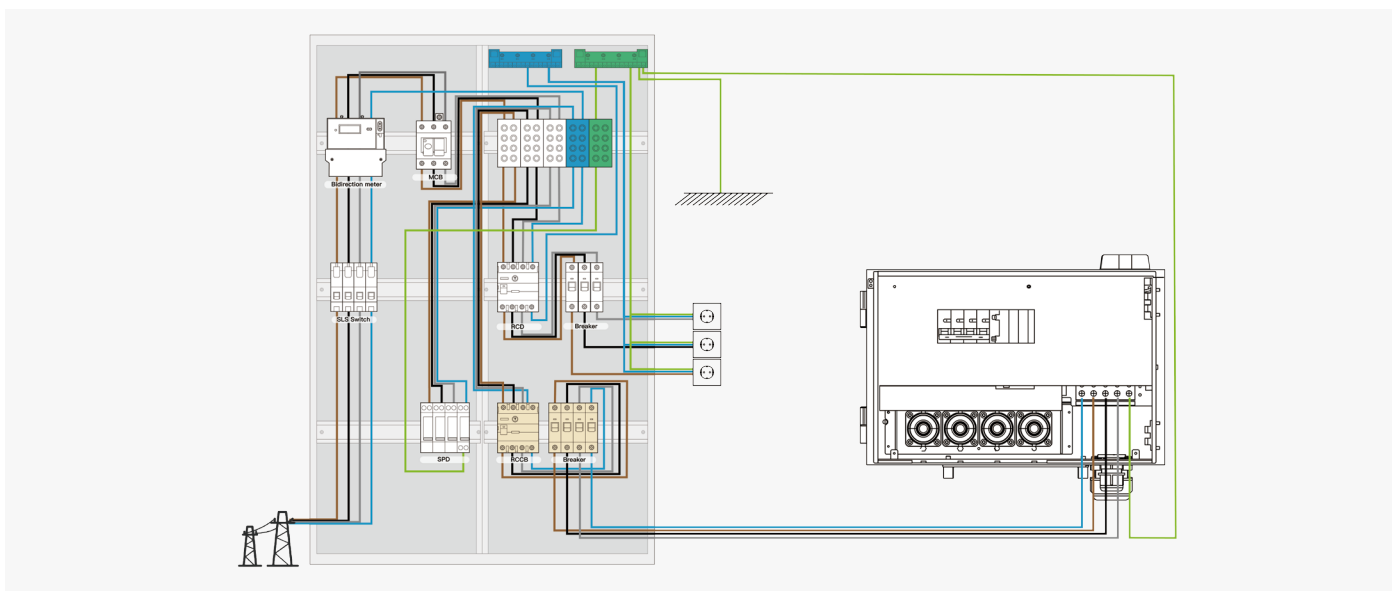 Bidirection meter
MCB
SLS Switch
RCD
Breaker
SPD
RCCB
Breaker